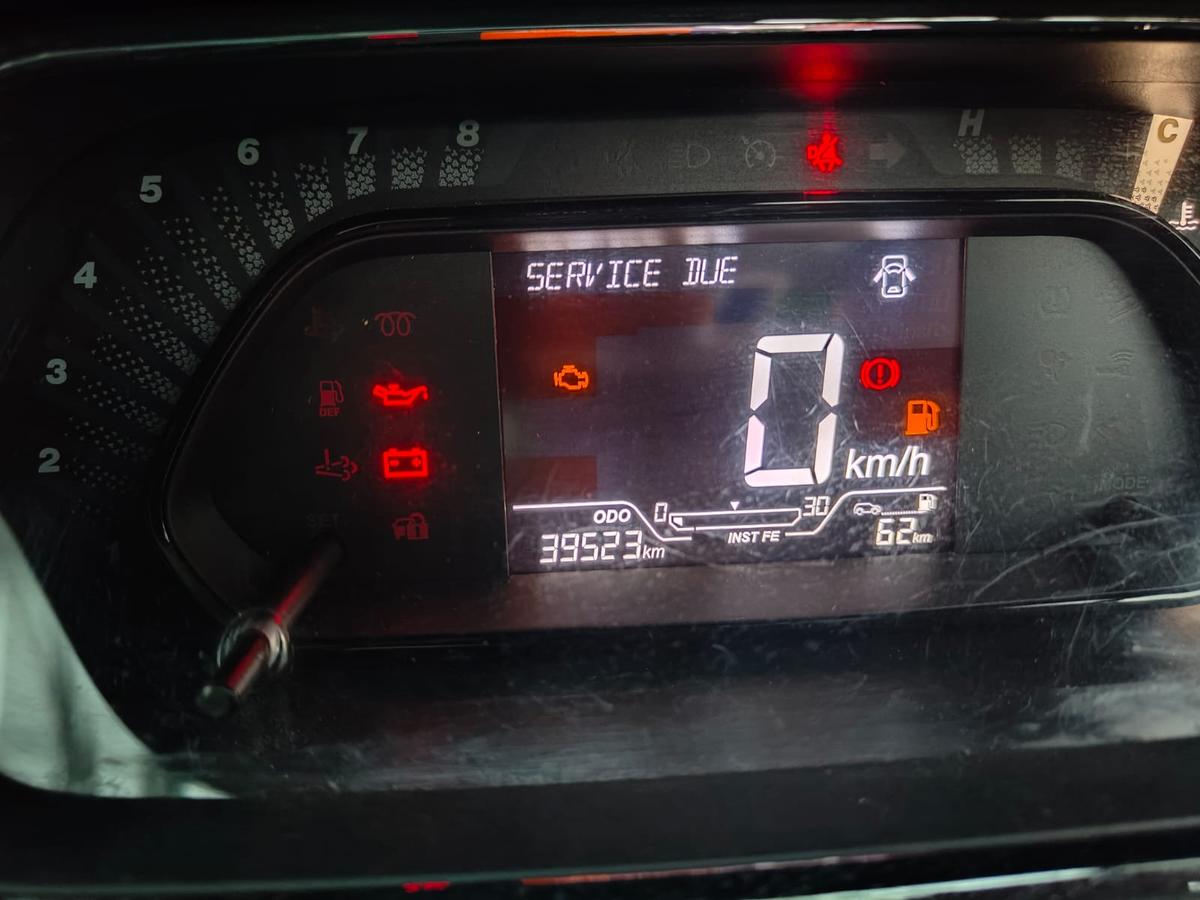 8
7
6
5
4
3
2
H
C
SERVICE DUE
DEF
SET
MODE
0
km/h
ODO
0
30
INST FE
39523km
62km